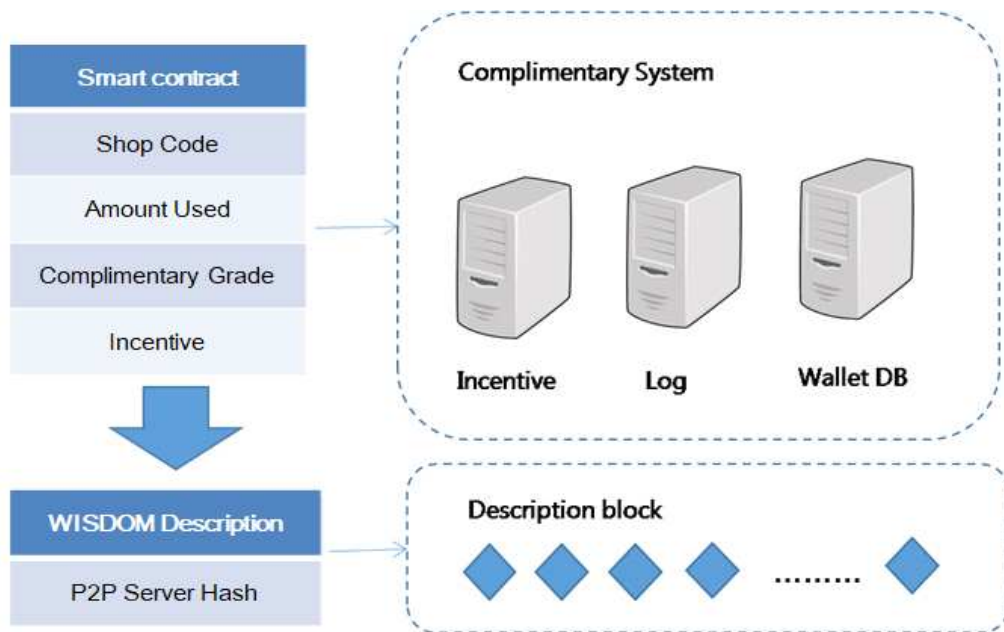 Smart contract
Shop Code
Amount Used
Complimentary Grade
Incentive
Complimentary System
Incentive
Log
Wallet DB
WISDOM Description
P2P Server Hash
Description block
.........